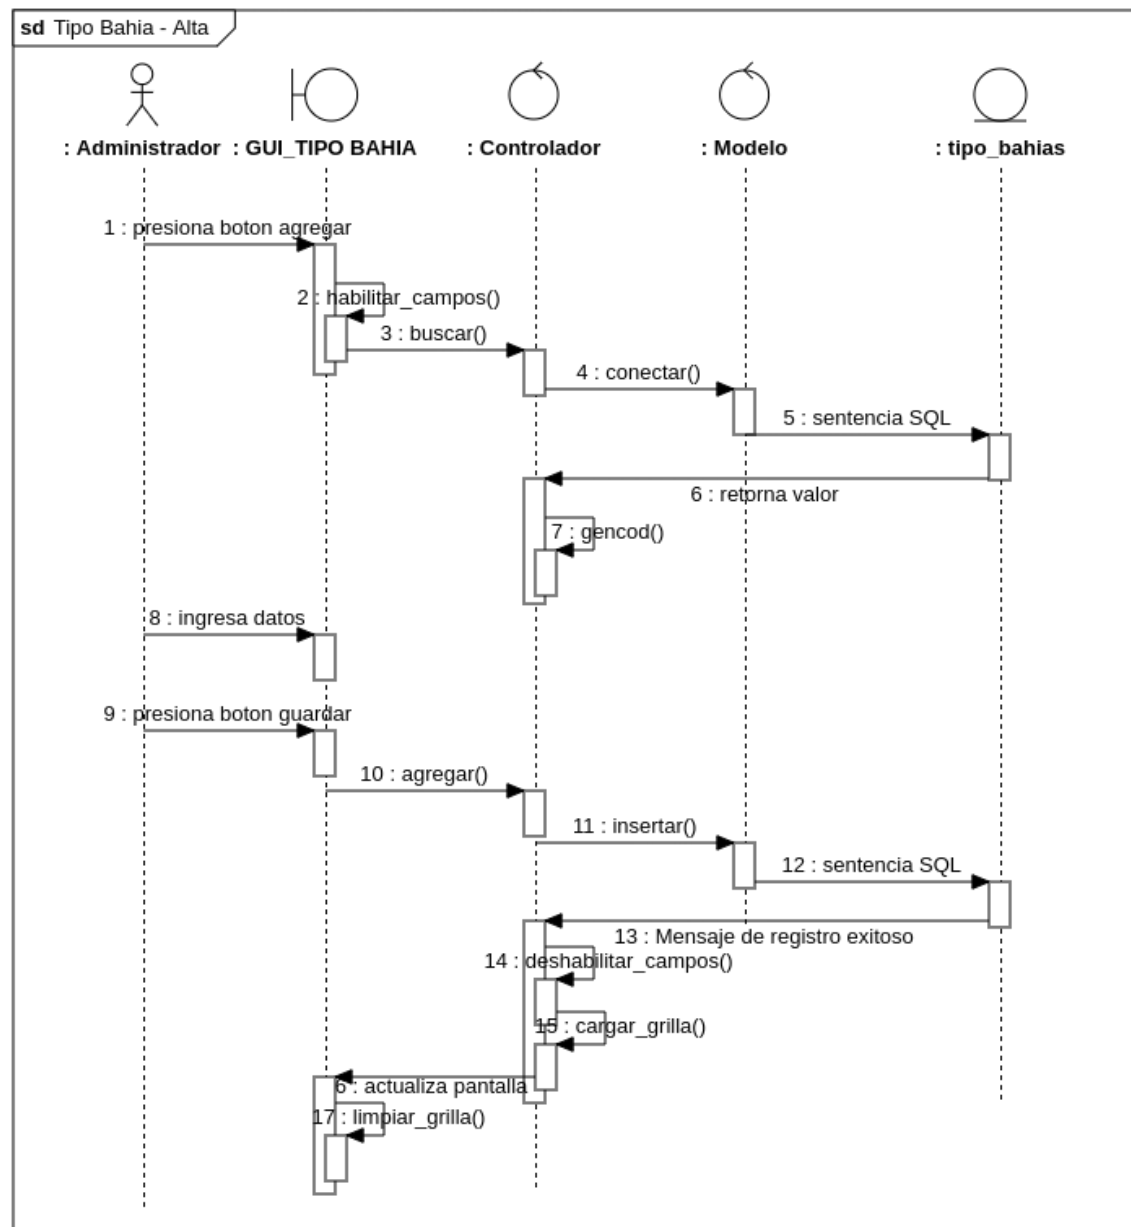 sd Tipo Bahia - Alta
: Administrador : GUI_TIPO BAHIA : Controlador : Modelo : tipo_bahias
1 : presiona boton agregar
2 : habilitar_campos()
3 : buscar()
4 : conectar()
5 : sentencia SQL
6 : retorna valor
7 : gencod()
8 : ingresa datos
9 : presiona boton guardar
10 : agregar()
11 : insertar()
12 : sentencia SQL
13 : Mensaje de registro exitoso
14 : deshabilitar_campos()
15 : cargar_grilla()
6 : actualiza pantalla
17 : limpiar_grilla()